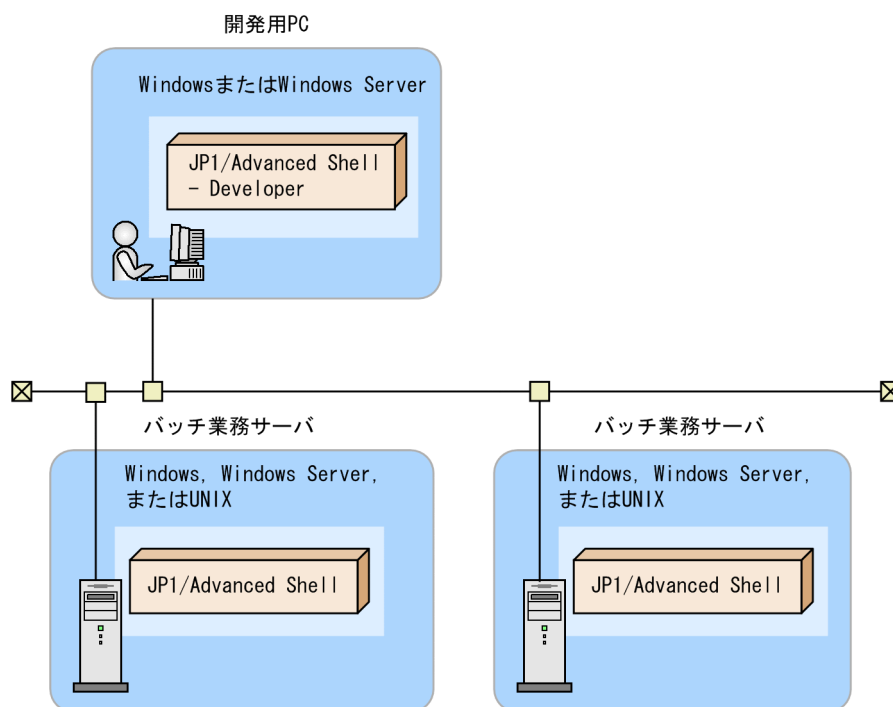 開発用PC
WindowsまたはWindows Server
JP1/Advanced Shell
- Developer
バッチ業務サーバ
バッチ業務サーバ
Windows, Windows Server,
またはUNIX
JP1/Advanced Shell
Windows, Windows Server,
またはUNIX
JP1/Advanced Shell